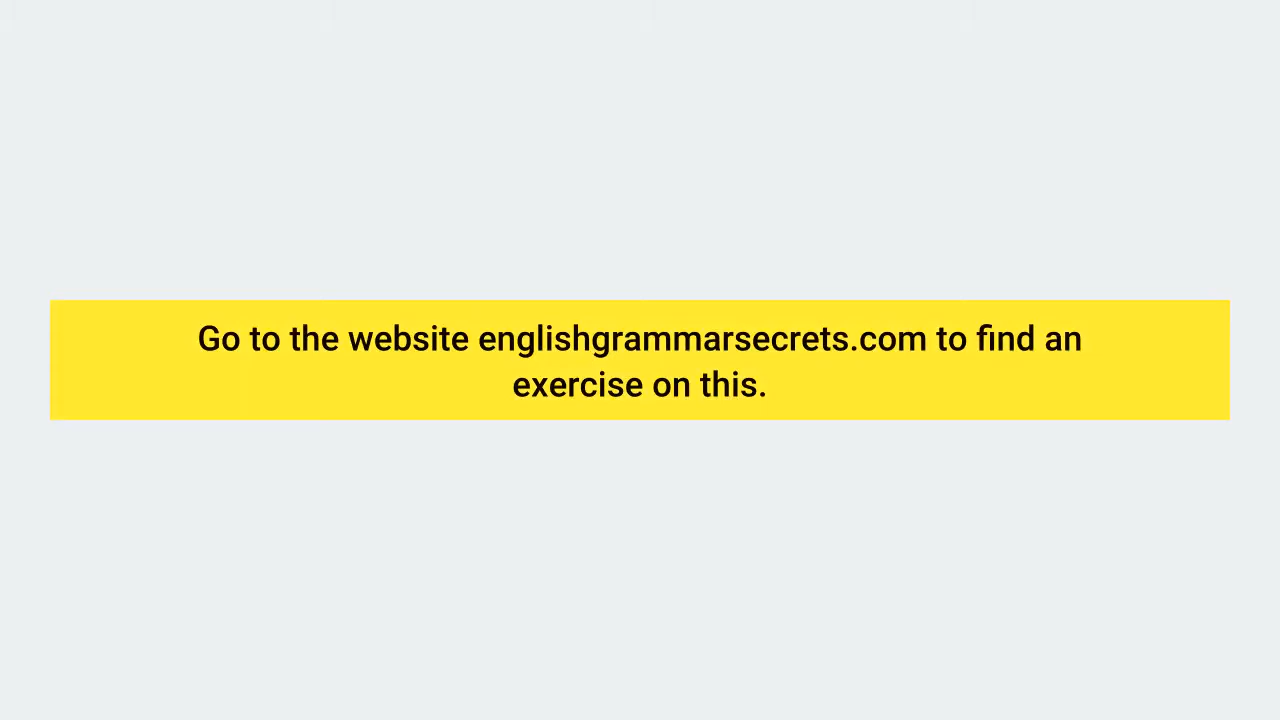 Go to the website englishgrammarsecrets.com to find an
exercise on this.